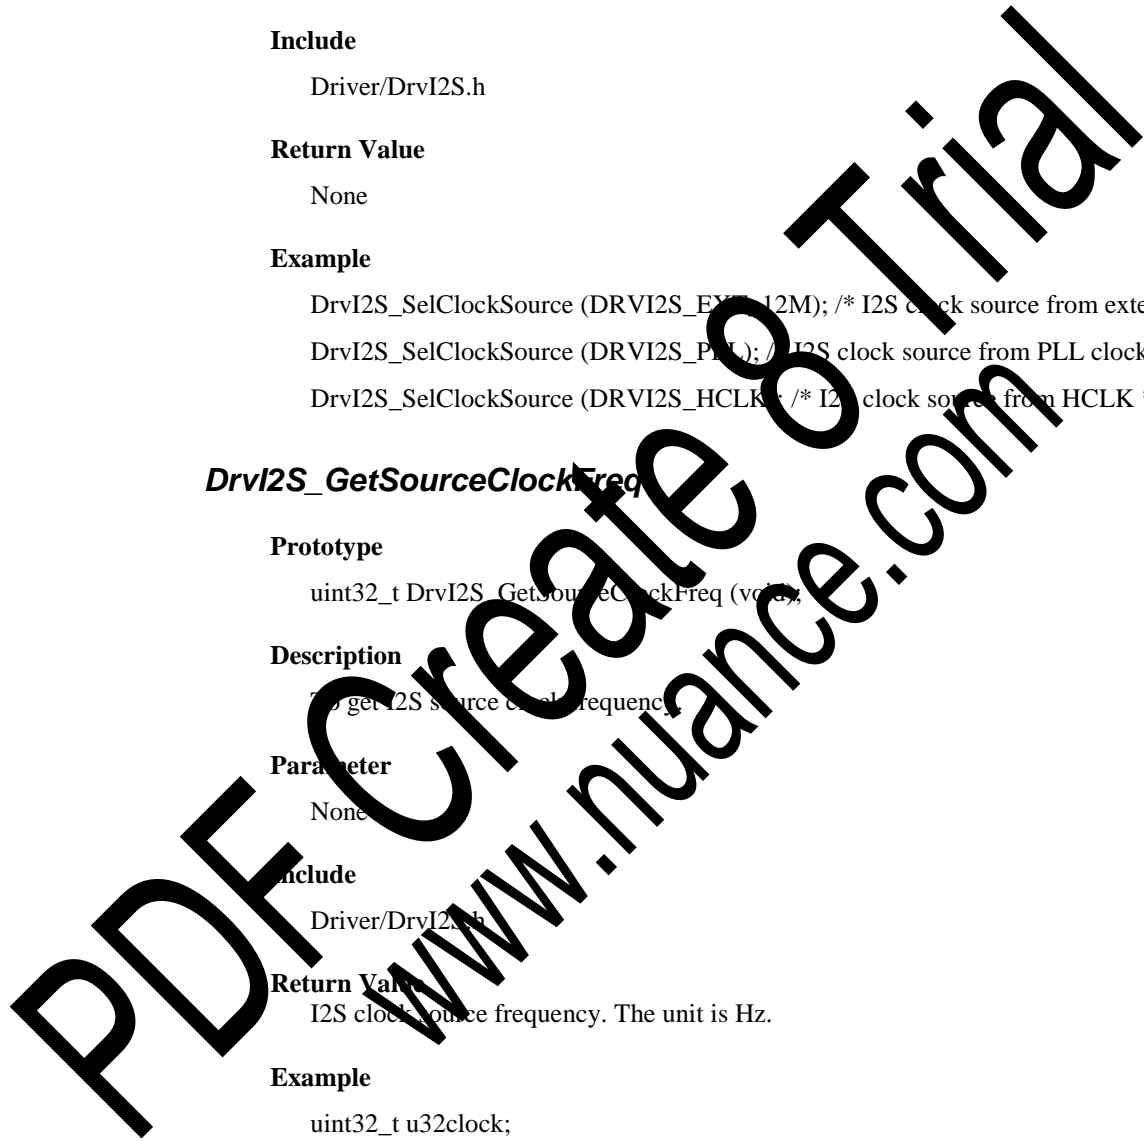 Include
Driver/DrvI2S.h
Return Value
None
Example
DrvI2S_SelClockSource (DRVI2S_EXT_12M); /* I2S clock source from exte
DrvI2S_SelClockSource (DRVI2S_PLL); /* I2S clock source from PLL clock
DrvI2S_SelClockSource (DRVI2S_HCLK); /* I2S clock source from HCLK *
DrvI2S_GetSourceClockFreq
Prototype
uint32_t DrvI2S_GetSourceClockFreq (void);
Description
To get I2S source clock frequency.
Parameter
None
Include
Driver/DrvI2S.h
Return Value
I2S clock source frequency. The unit is Hz.
Example
uint32_t u32clock;
PDF Create 8 Trial
www.nuance.com